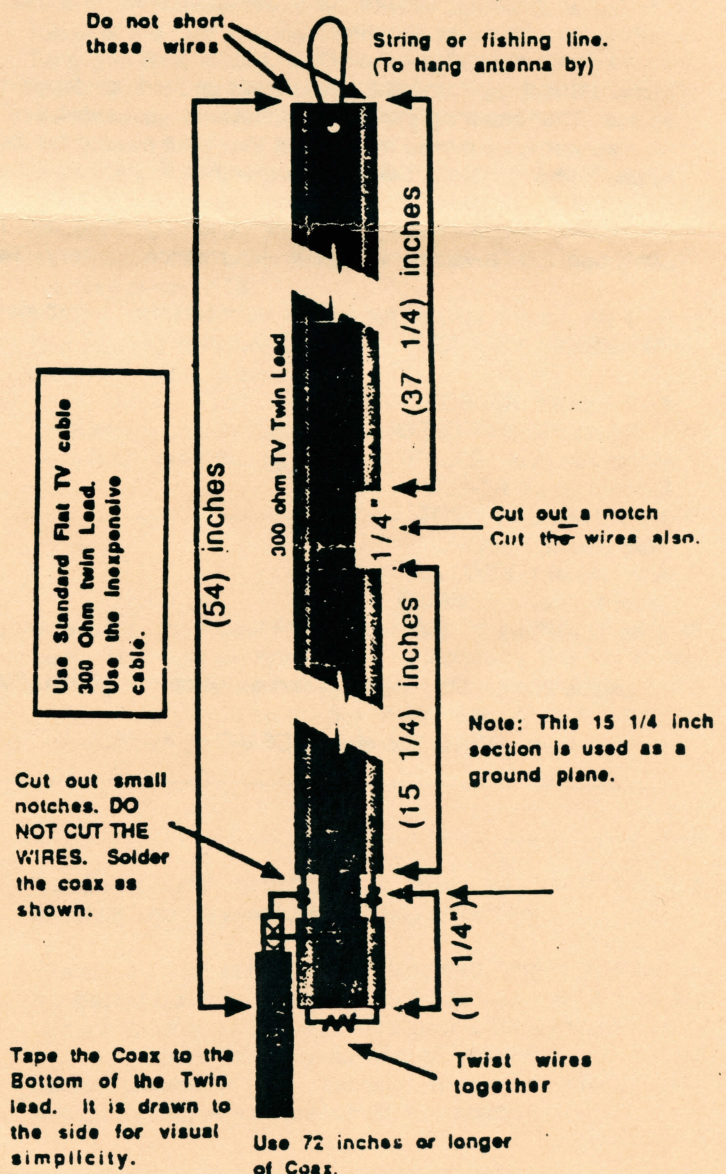 Do not short
these wires
String or fishing line.
(To hang antenna by)
(37 1/4) inches
300 ohm TV Twin Lead
Use Standard Flat TV cable
300 Ohm twin Lead.
Use the Inexpensive
cable.
(54) inches
1/4"
Cut out a notch
Cut the wires also.
(15 1/4) inches
Note: This 15 1/4 inch
section is used as a
ground plane.
Cut out small
notches. DO
NOT CUT THE
WIRES. Solder
the coax as
shown.
(1 1/4")
Twist wires
together
Tape the Coax to the
Bottom of the Twin
lead. It is drawn to
the side for visual
simplicity.
Use 72 inches or longer
of Coax.